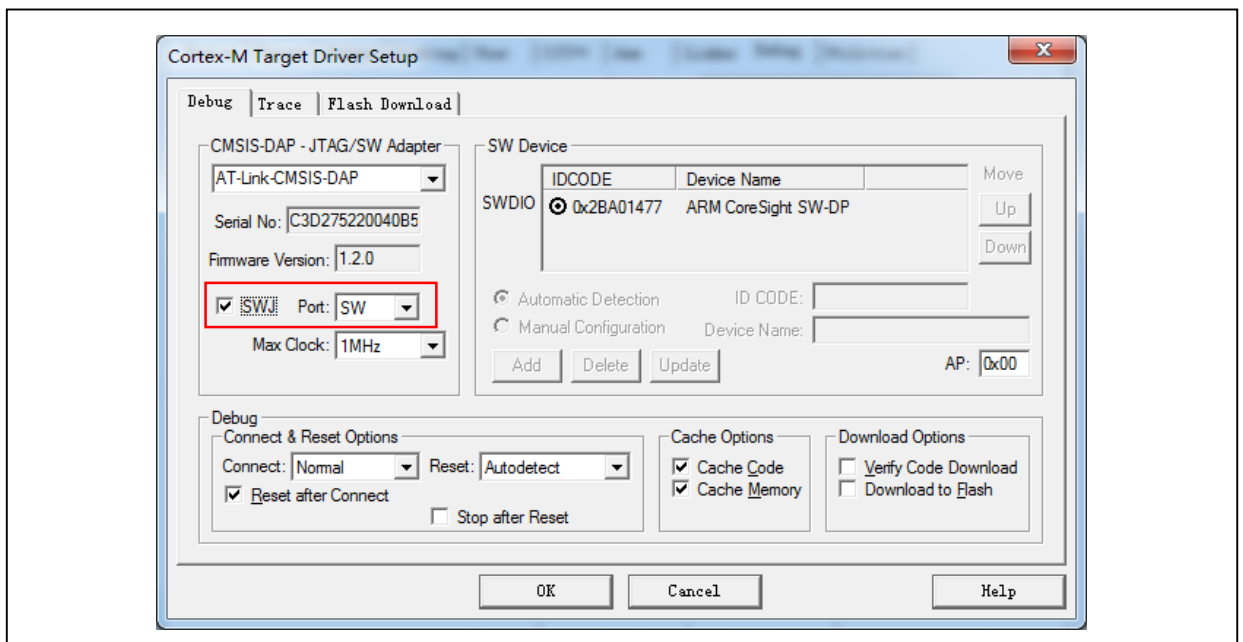 Cortex-M Target Driver Setup
Debug Trace Flash Download
CMSIS-DAP - JTAG/SW Adapter
AT-Link-CMSIS-DAP
Serial No: C3D275220040B5
Firmware Version: 1.2.0
SWJ Port: SW
Max Clock: 1MHz
SW Device
IDCODE Device Name
SWDIO 0x2BA01477 ARM CoreSight SW-DP
Move
Up
Down
Automatic Detection ID CODE:
Manual Configuration Device Name:
Add Delete Update AP: 0x00
Debug
Connect & Reset Options
Connect: Normal Reset: Autodetect
Reset after Connect
Stop after Reset
Cache Options
Cache Code
Cache Memory
Download Options
Verify Code Download
Download to Flash
OK Cancel Help